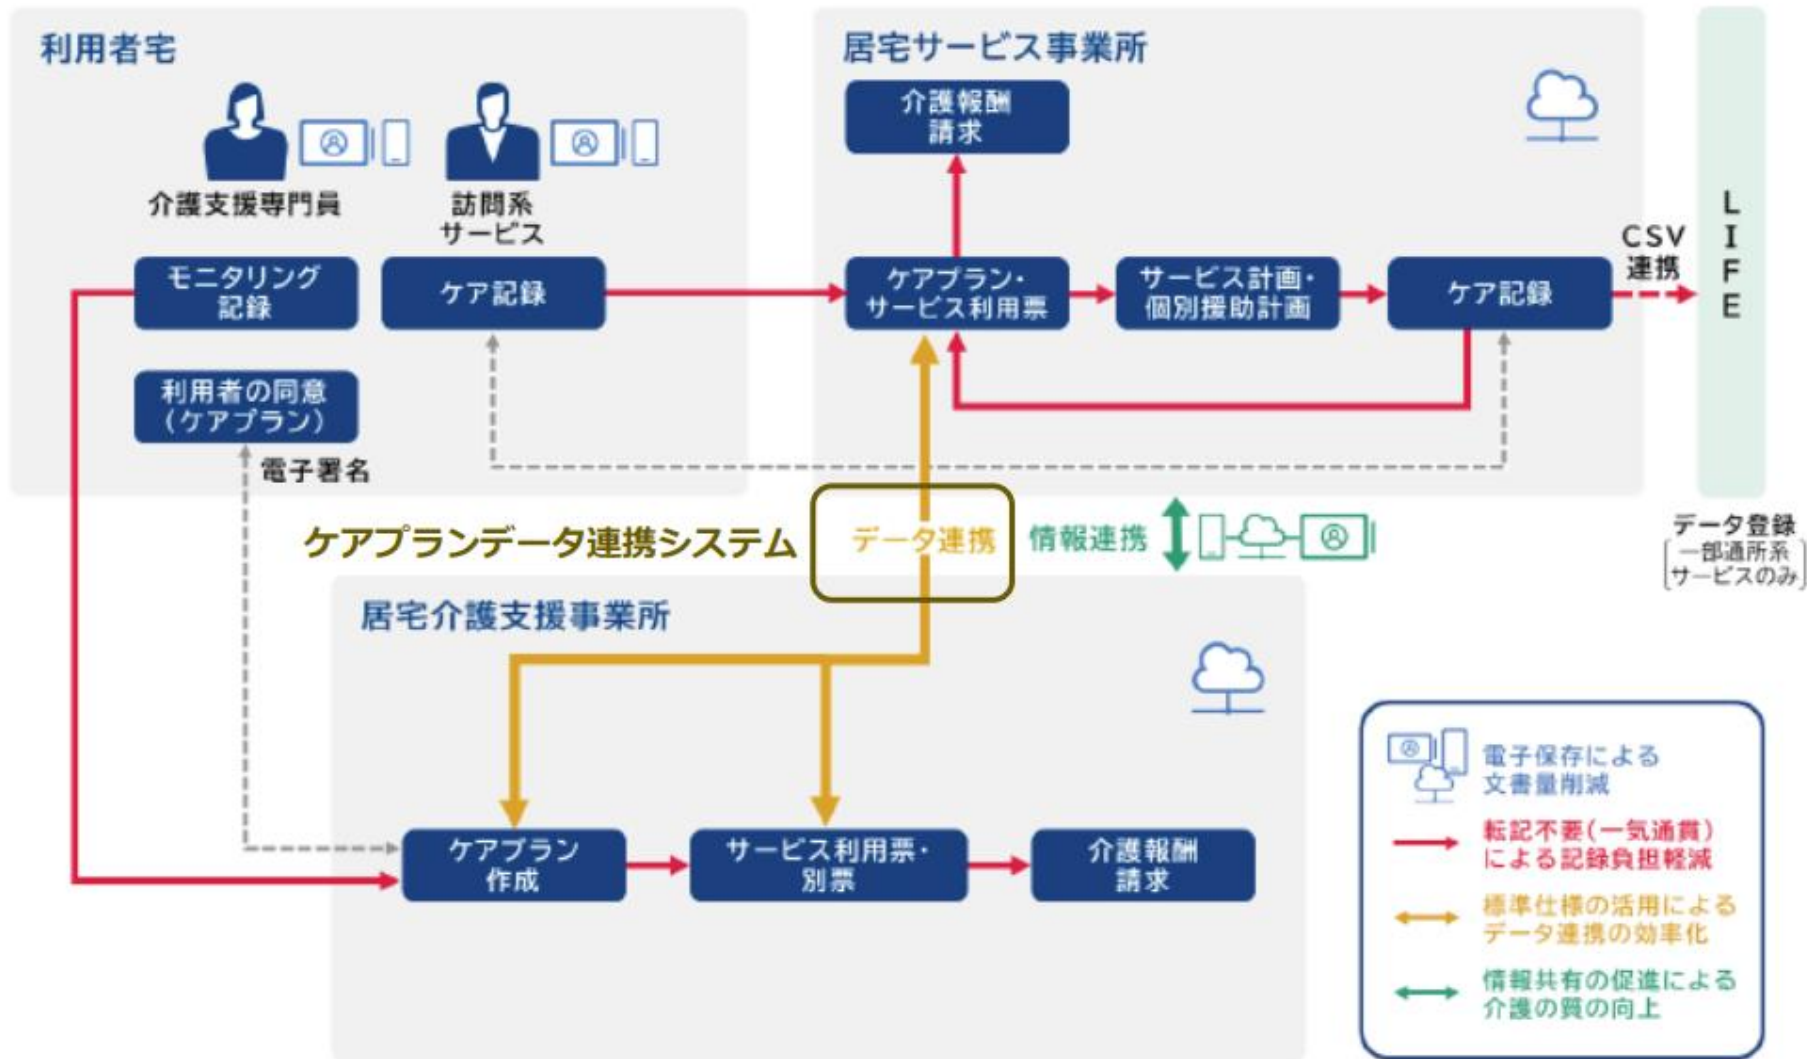 利用者宅
介護支援専門員
訪問系
サービス
モニタリング
記録
ケア記録
利用者の同意
（ケアプラン）
電子署名
居宅サービス事業所
介護報酬
請求
ケアプラン・
サービス利用票
サービス計画・
個別援助計画
ケア記録
CSV
連携
LIFE
データ登録
一部通所系
サービスのみ
ケアプランデータ連携システム
データ連携
情報連携
居宅介護支援事業所
ケアプラン
作成
サービス利用票・
別票
介護報酬
請求
電子保存による
文書量削減
転記不要（一気通貫）
による記録負担軽減
標準仕様の活用による
データ連携の効率化
情報共有の促進による
介護の質の向上